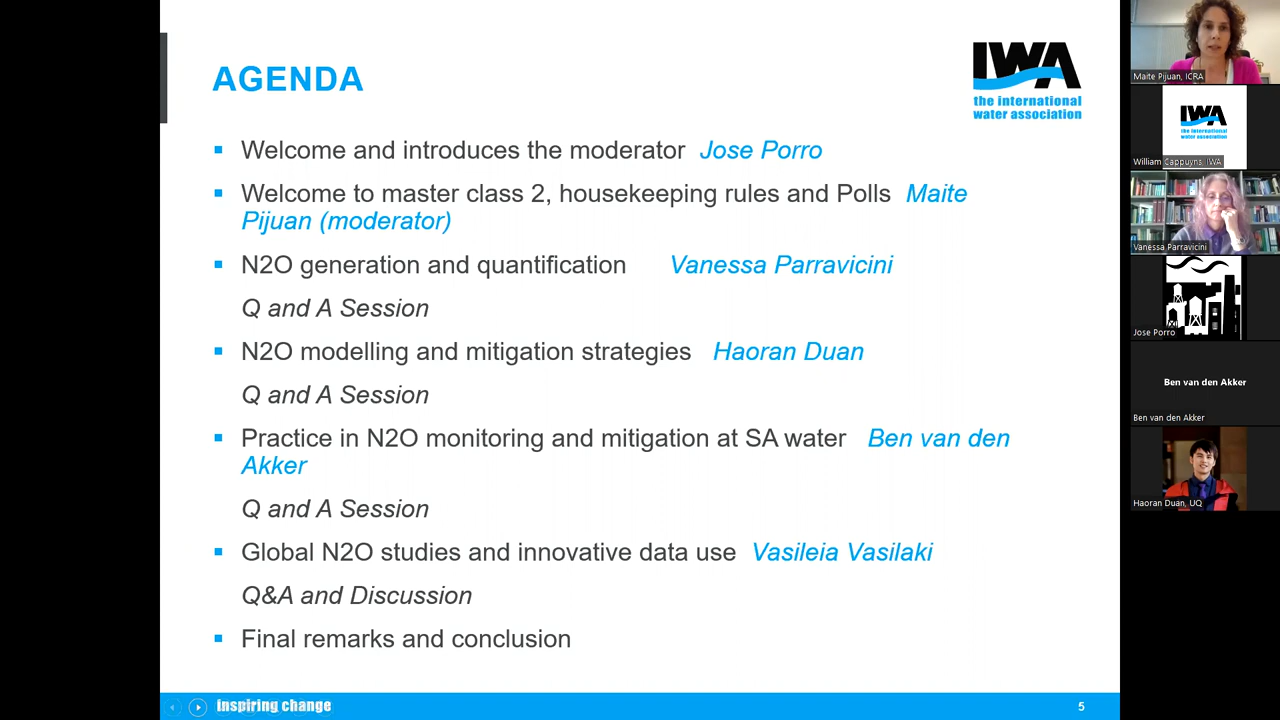 AGENDA
IWA
the international
water association
Welcome and introduces the moderator Jose Porro
Welcome to master class 2, housekeeping rules and Polls Maite
Pijuan (moderator)
N2O generation and quantification Vanessa Parravicini
Q and A Session
N2O modelling and mitigation strategies Haoran Duan
Q and A Session
Practice in N2O monitoring and mitigation at SA water Ben van den
Akker
Q and A Session
Global N2O studies and innovative data use Vasileia Vasilaki
Q&A and Discussion
Final remarks and conclusion
inspiring change
5
Maite Pijuan, ICRA
IWA
the international
water association
William Cappuyns, IWA
Vanessa Parravicini
Jose Porro
Ben van den Akker
Ben van den Akker
Haoran Duan, UQ